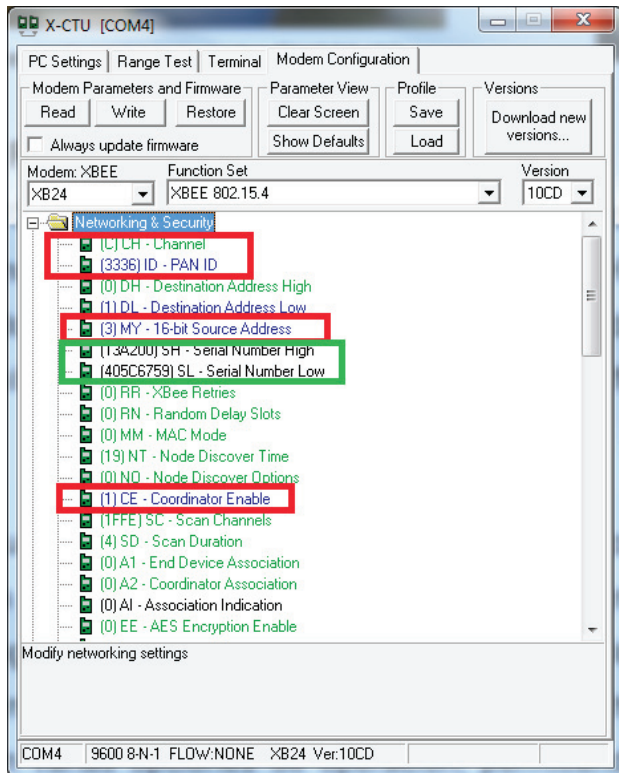 X-CTU [COM4]
PC Settings Range Test Terminal Modem Configuration
Modem Parameters and Firmware Parameter View Profile Versions
Read Write Restore Clear Screen Save Download new versions...
Always update firmware Show Defaults Load
Modem: XBEE Function Set Version
XB24 XBEE 802.15.4 10CD
Networking & Security
(C) CH - Channel
(3336) ID - PAN ID
(0) DH - Destination Address High
(1) DL - Destination Address Low
(3) MY - 16-bit Source Address
(13A200) SH - Serial Number High
(405C6759) SL - Serial Number Low
(0) RR - XBee Retries
(0) RN - Random Delay Slots
(0) MM - MAC Mode
(19) NT - Node Discover Time
(0) NO - Node Discover Options
(1) CE - Coordinator Enable
(1FFE) SC - Scan Channels
(4) SD - Scan Duration
(0) A1 - End Device Association
(0) A2 - Coordinator Association
(0) AI - Association Indication
(0) EE - AES Encryption Enable
Modify networking settings
COM4 9600 8-N-1 FLOW:NONE XB24 Ver:10CD